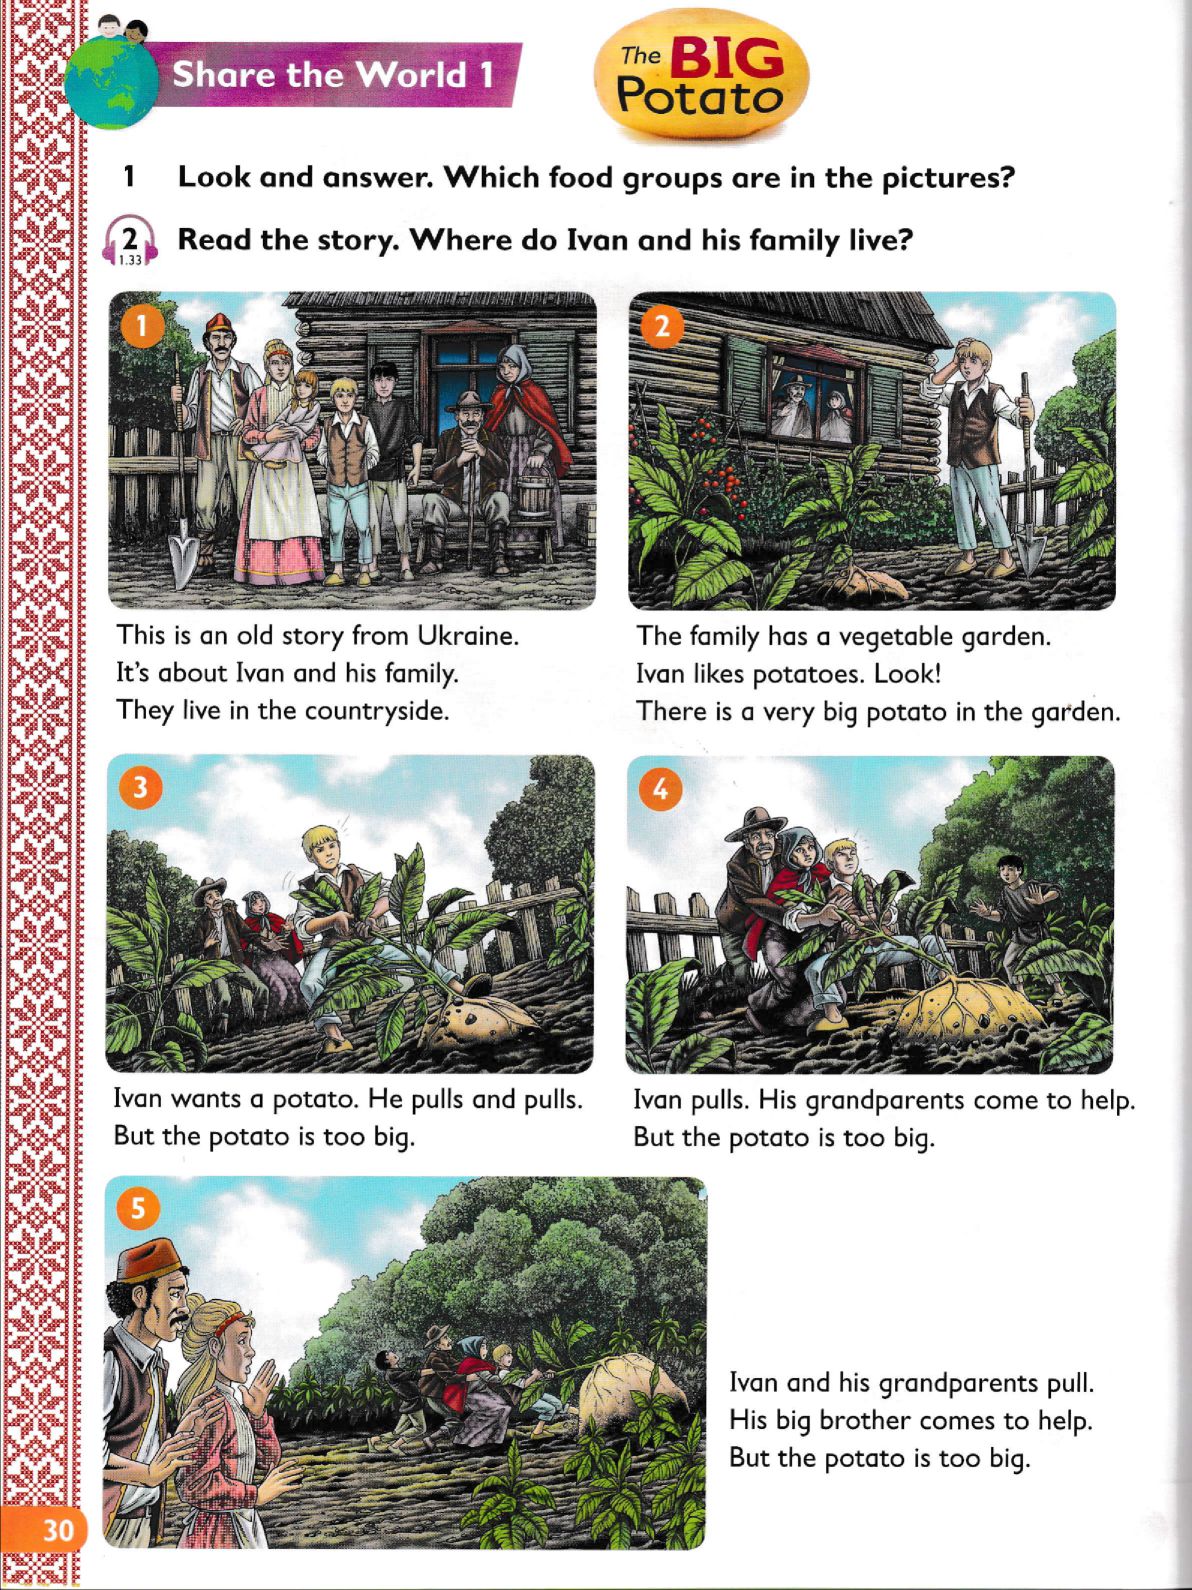 Share the World 1
The BIG
Potato
1 Look and answer. Which food groups are in the pictures?
2 Read the story. Where do Ivan and his family live?
1.33
1
This is an old story from Ukraine.
It's about Ivan and his family.
They live in the countryside.
2
The family has a vegetable garden.
Ivan likes potatoes. Look!
There is a very big potato in the garden.
3
Ivan wants a potato. He pulls and pulls.
But the potato is too big.
4
Ivan pulls. His grandparents come to help.
But the potato is too big.
5
Ivan and his grandparents pull.
His big brother comes to help.
But the potato is too big.
30